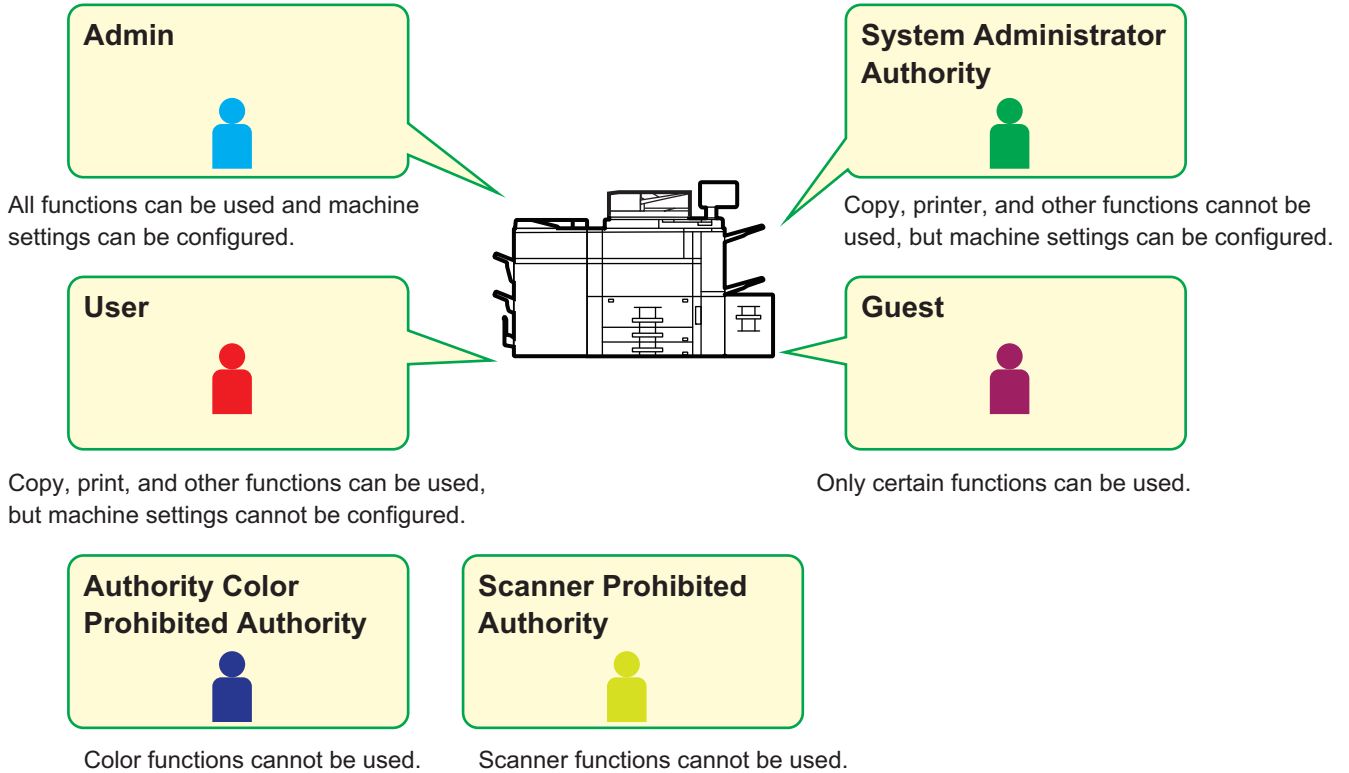 Admin
All functions can be used and machine
settings can be configured.
System Administrator
Authority
Copy, printer, and other functions cannot be
used, but machine settings can be configured.
User
Copy, print, and other functions can be used,
but machine settings cannot be configured.
Guest
Only certain functions can be used.
Authority Color
Prohibited Authority
Color functions cannot be used.
Scanner Prohibited
Authority
Scanner functions cannot be used.